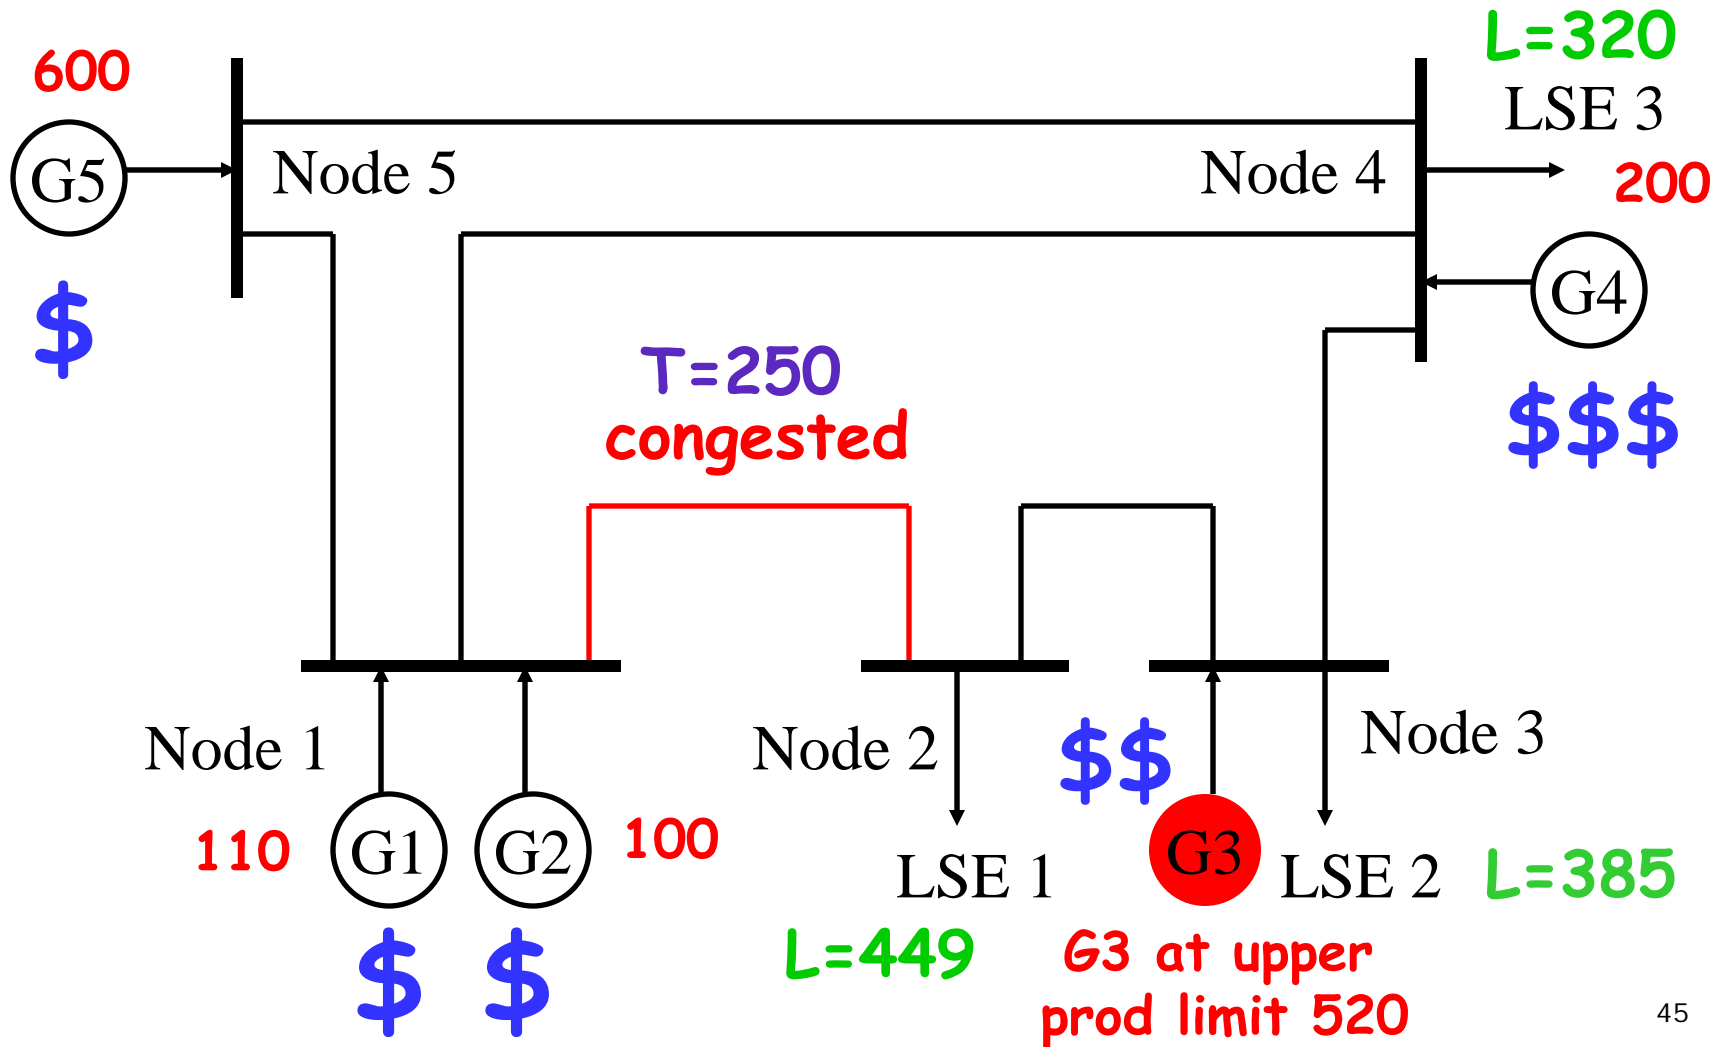 L=320
600
LSE 3
G5
Node 5
Node 4
200
G4
$
T=250
$$$
congested
Node 1
Node 2
$$
Node 3
110
G1
G2
100
LSE 1
G3
LSE 2
L=385
$
$
L=449
G3 at upper
prod limit 520
45